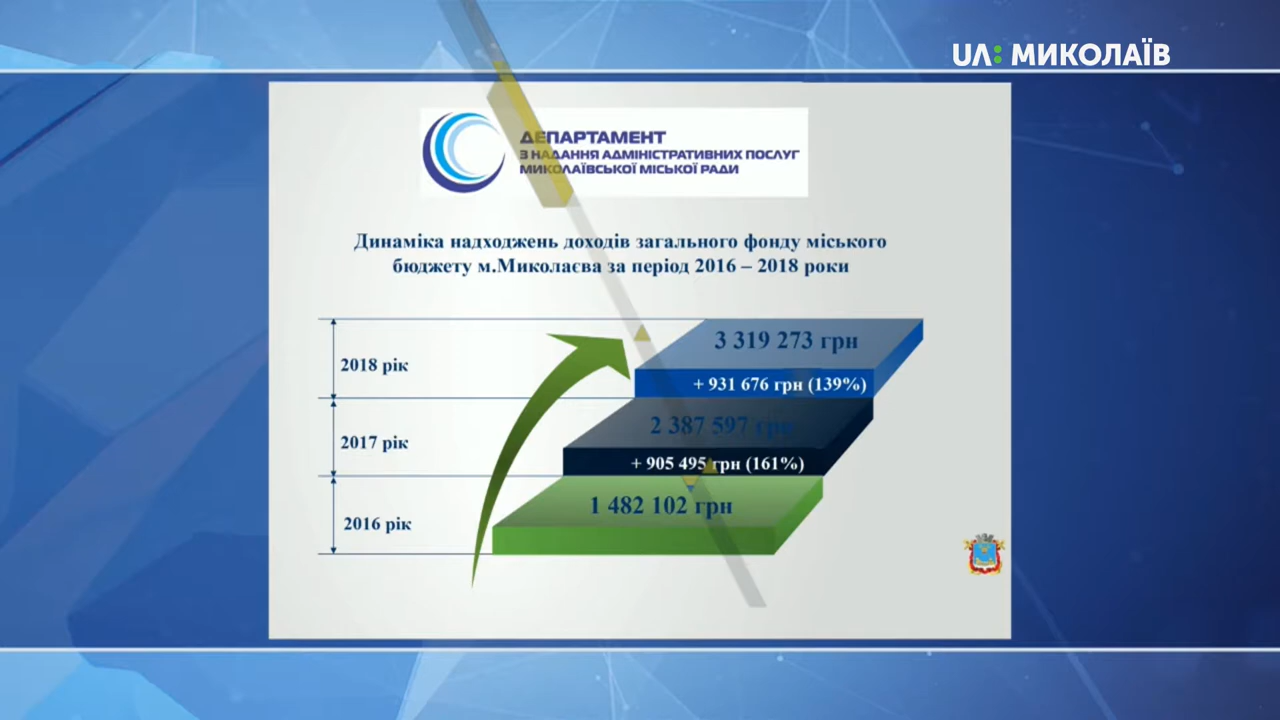 UA: МИКОЛАЇВ
ДЕПАРТАМЕНТ
З НАДАННЯ АДМІНІСТРАТИВНИХ ПОСЛУГ
МИКОЛАЇВСЬКОЇ МІСЬКОЇ РАДИ
Динаміка надходжень доходів загального фонду міського
бюджету м.Миколаєва за період 2016 – 2018 роки
3 319 273 грн
2018 рік
+ 931 676 грн (139%)
2 387 597 грн
2017 рік
+ 905 495 грн (161%)
1 482 102 грн
2016 рік